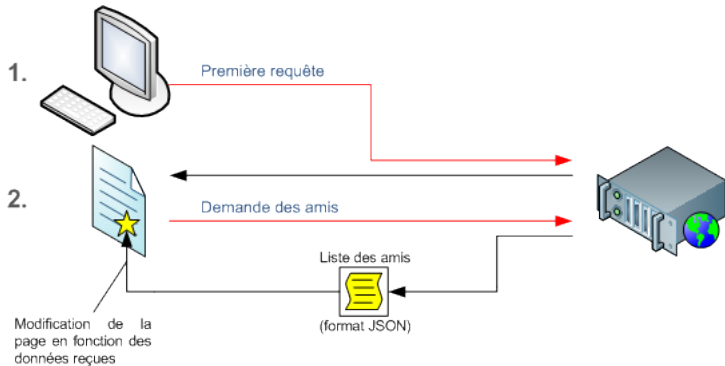 1.
Première requête
2.
Demande des amis
Liste des amis
(format JSON)
Modification de la
page en fonction des
données reçues